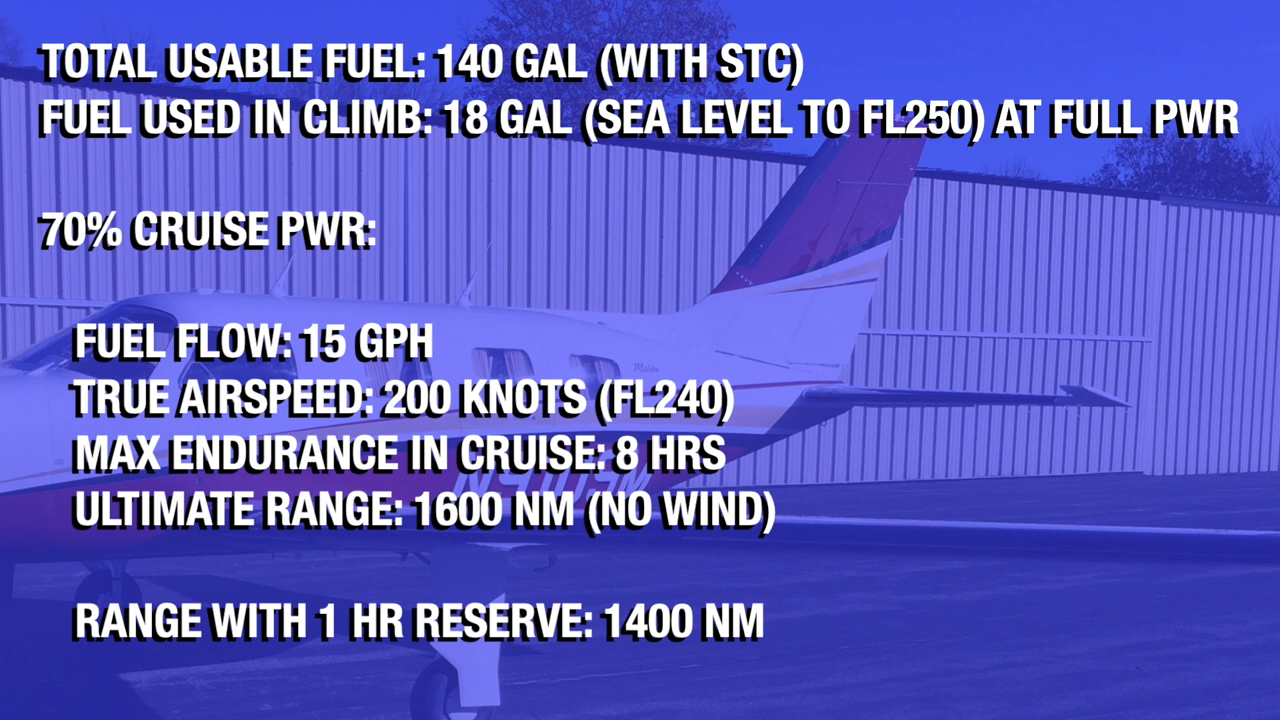 TOTAL USABLE FUEL: 140 GAL (WITH STC)
FUEL USED IN CLIMB: 18 GAL (SEA LEVEL TO FL250) AT FULL PWR
70% CRUISE PWR:
FUEL FLOW: 15 GPH
TRUE AIRSPEED: 200 KNOTS (FL240)
MAX ENDURANCE IN CRUISE: 8 HRS
ULTIMATE RANGE: 1600 NM (NO WIND)
RANGE WITH 1 HR RESERVE: 1400 NM